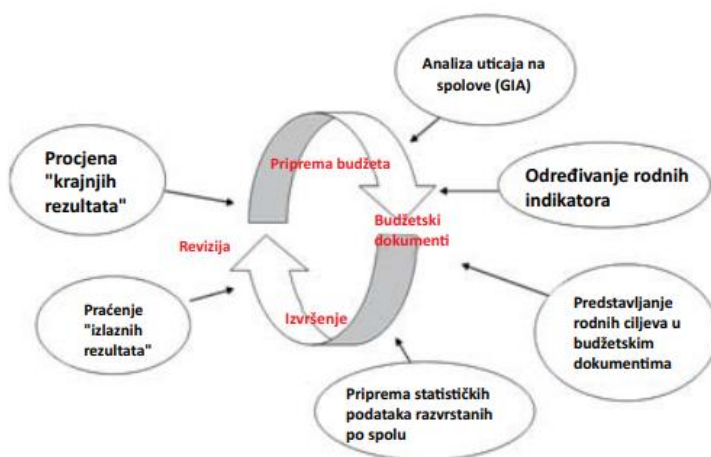 Analiza uticaja na
spolove (GIA)
Procjena
"krajnjih
rezultata"
Priprema budžeta
Određivanje rodnih
indikatora
Budžetski
dokumenti
Revizija
Praćenje
"izlaznih
rezultata"
Izvršenje
Predstavljanje
rodnih ciljeva u
budžetskim
dokumentima
Priprema statističkih
podataka razvrstanih
po spolu